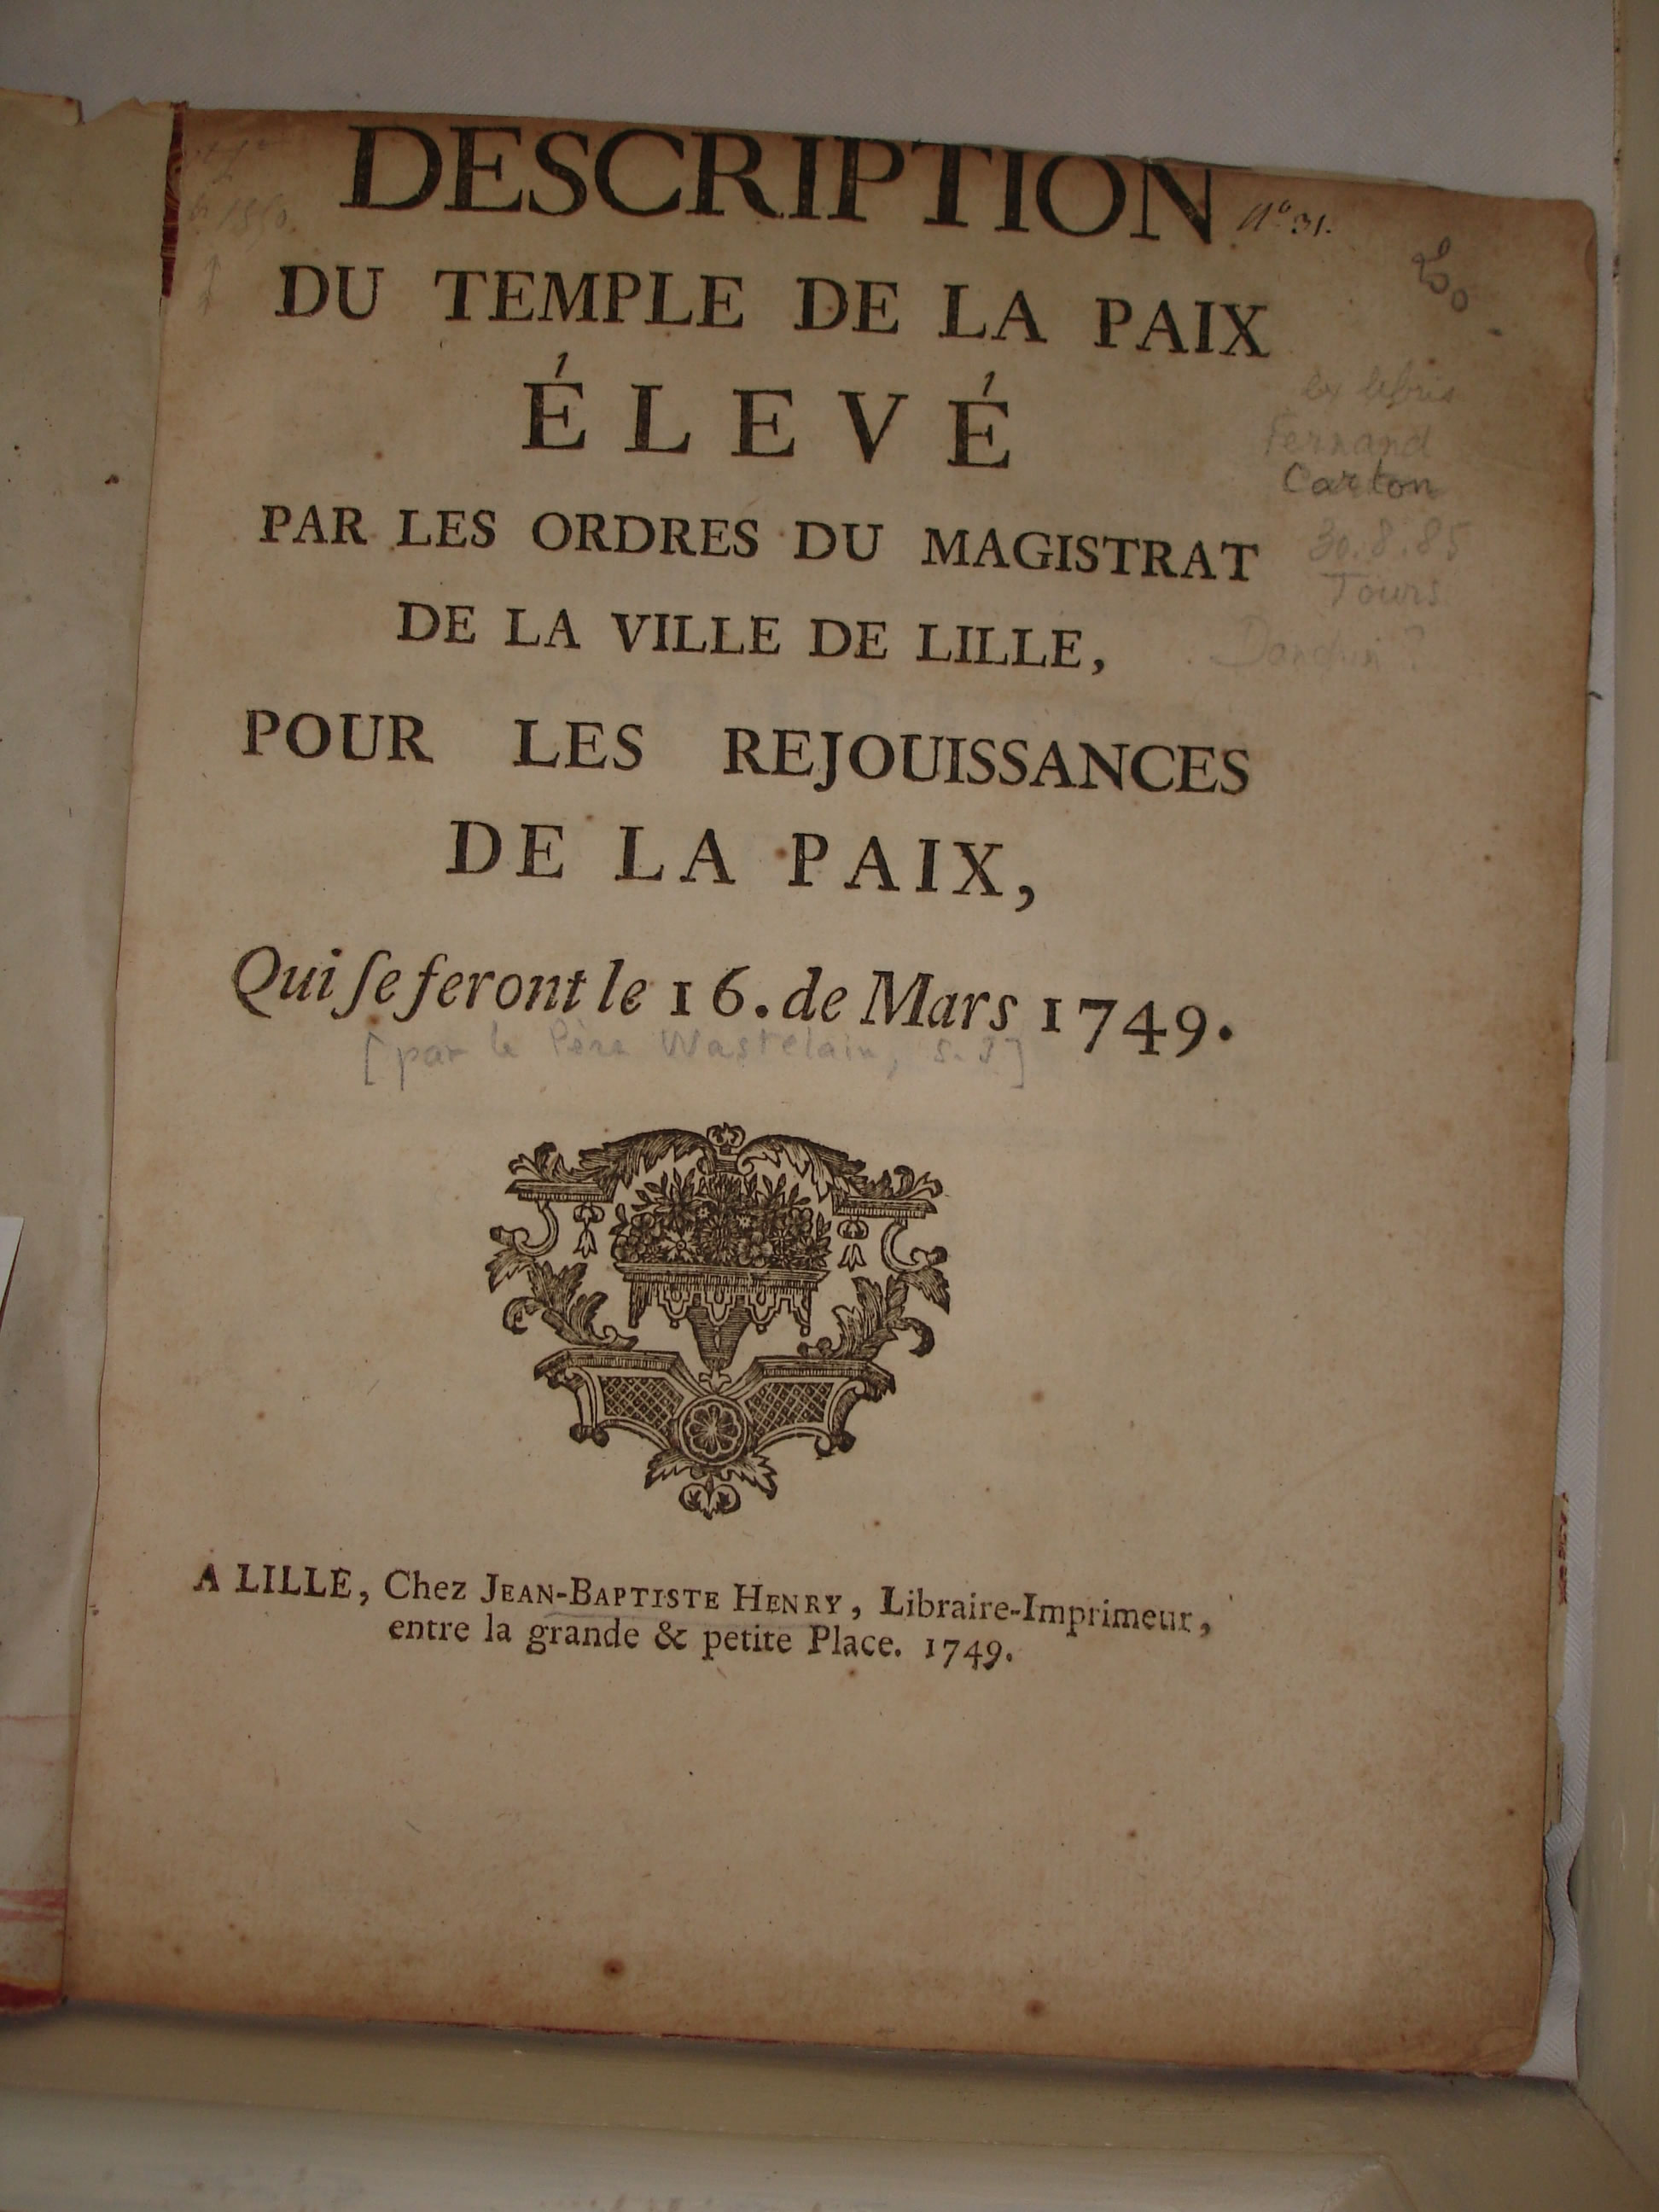 DESCRIPTION
N° 31.
DU TEMPLE DE LA PAIX
ÉLEVÉ
PAR LES ORDRES DU MAGISTRAT
DE LA VILLE DE LILLE,
POUR LES REJOUISSANCES
DE LA PAIX,
Qui ſe feront le 16. de Mars 1749.
[par le Père Wastelain, S.J]
ex libris
Fernand
Carton
30.8.85
Tours
A LILLE, Chez JEAN-BAPTISTE HENRY, Libraire-Imprimeur,
entre la grande & petite Place. 1749.